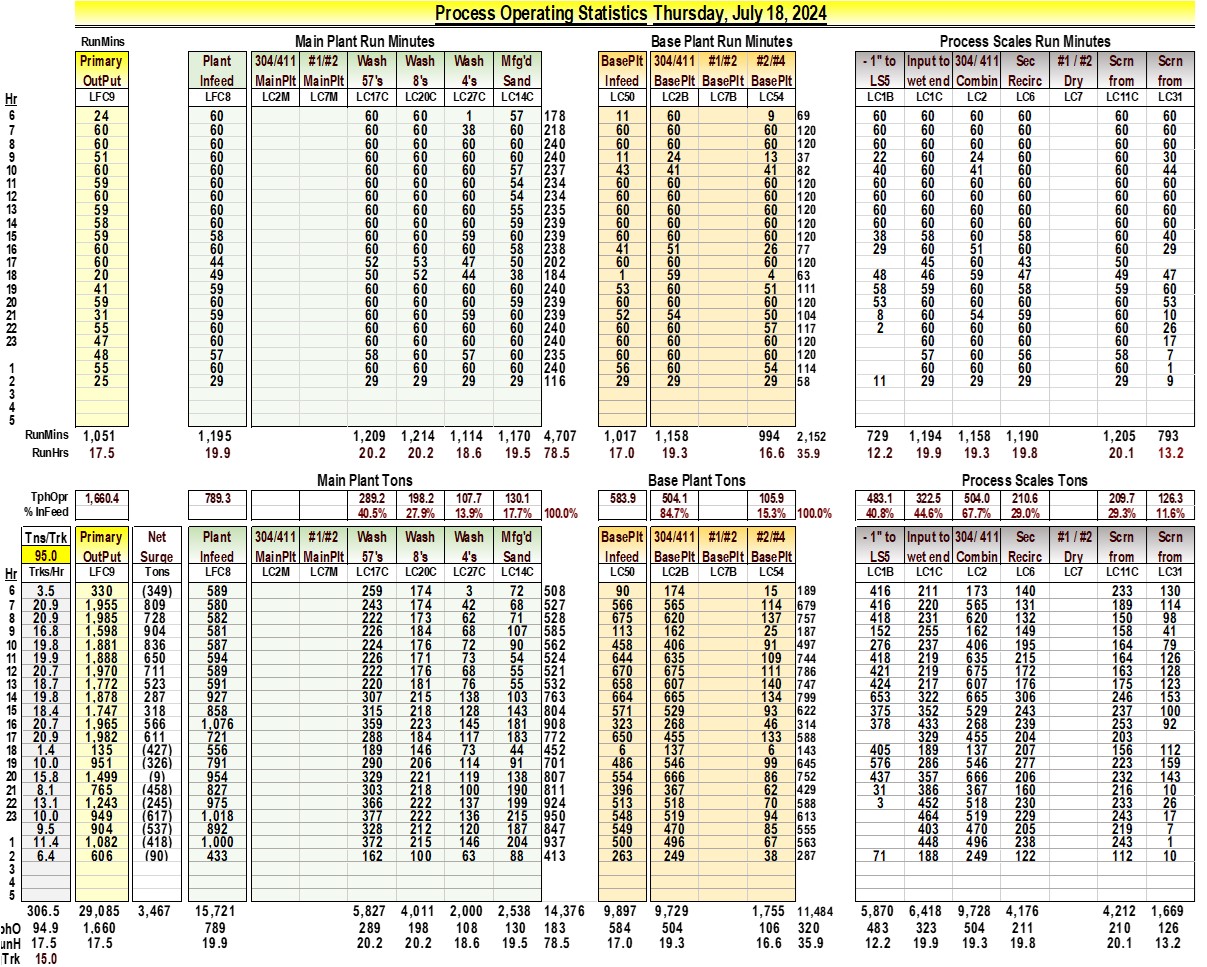 Process Operating Statistics Thursday, July 18, 2024
RunMins Main Plant Run Minutes Base Plant Run Minutes Process Scales Run Minutes
Primary Plant 304/411 #1/#2 Wash Wash Wash Mfg'd BasePlt 304/411 #1/#2 #2/#4 - 1" to Input to 304/ 411 Sec #1 / #2 Scrn Scrn
OutPut Infeed MainPlt MainPlt 57's 8's 4's Sand Infeed BasePlt BasePlt BasePlt LS5 wet end Combin Recirc Dry from from
Hr LFC9 LFC8 LC2M LC7M LC17C LC20C LC27C LC14C LC50 LC2B LC7B LC54 LC1B LC1C LC2 LC6 LC7 LC11C LC31
6 24 60 60 60 1 57 178 11 60 9 69 60 60 60 60 60 60
7 60 60 60 60 38 60 218 60 60 60 120 60 60 60 60 60 60
8 60 60 60 60 60 60 240 60 60 60 120 60 60 60 60 60 60
9 51 60 60 60 60 60 240 11 24 13 37 22 60 24 60 60 30
10 60 60 60 60 60 57 237 43 41 41 82 40 60 41 60 60 44
11 59 60 60 60 60 54 234 60 60 60 120 60 60 60 60 60 60
12 60 60 60 60 60 54 234 60 60 60 120 60 60 60 60 60 60
13 59 60 60 60 60 55 235 60 60 60 120 60 60 60 60 60 60
14 58 60 60 60 60 59 239 60 60 60 120 60 60 60 60 60 60
15 59 58 60 60 59 60 239 60 60 60 120 38 58 60 58 60 40
16 60 60 60 60 60 58 238 41 51 26 77 29 60 51 60 60 29
17 60 44 52 53 47 50 202 60 60 60 120 45 60 43 50
18 20 49 50 52 44 38 184 1 59 4 63 48 46 59 47 49 47
19 41 59 60 60 60 60 240 53 60 51 111 58 59 60 58 59 60
20 59 60 60 60 60 59 239 60 60 60 120 53 60 60 60 60 53
21 31 59 60 60 59 60 239 52 54 50 104 8 60 54 59 60 10
22 55 60 60 60 60 60 240 60 60 57 117 2 60 60 60 60 26
23 47 60 60 60 60 60 240 60 60 60 120 60 60 60 60 17
48 57 58 60 57 60 235 60 60 60 120 57 60 56 58 7
1 55 60 60 60 60 60 240 56 60 54 114 60 60 60 60 1
2 25 29 29 29 29 29 116 29 29 29 58 11 29 29 29 29 9
3
4
5
RunMins 1,051 1,195 1,209 1,214 1,114 1,170 4,707 1,017 1,158 994 2,152 729 1,194 1,158 1,190 1,205 793
RunHrs 17.5 19.9 20.2 20.2 18.6 19.5 78.5 17.0 19.3 16.6 35.9 12.2 19.9 19.3 19.8 20.1 13.2
Main Plant Tons Base Plant Tons Process Scales Tons
TphOpr 1,660.4 789.3 289.2 198.2 107.7 130.1 583.9 504.1 105.9 483.1 322.5 504.0 210.6 209.7 126.3
% InFeed 40.5% 27.9% 13.9% 17.7% 100.0% 84.7% 15.3% 100.0% 40.8% 44.6% 67.7% 29.0% 29.3% 11.6%
Tns/Trk Primary Net Plant 304/411 #1/#2 Wash Wash Wash Mfg'd BasePlt 304/411 #1/#2 #2/#4 - 1" to Input to 304/ 411 Sec #1 / #2 Scrn Scrn
95.0 OutPut Surge Infeed MainPlt MainPlt 57's 8's 4's Sand Infeed BasePlt BasePlt BasePlt LS5 wet end Combin Recirc Dry from from
Hr Trks/Hr LFC9 Tons LFC8 LC2M LC7M LC17C LC20C LC27C LC14C LC50 LC2B LC7B LC54 LC1B LC1C LC2 LC6 LC7 LC11C LC31
6 3.5 330 (349) 589 259 174 3 72 508 90 174 15 189 416 211 173 140 233 130
7 20.9 1,955 809 580 243 174 42 68 527 566 565 114 679 416 220 565 131 189 114
8 20.9 1,985 728 582 222 173 62 71 528 675 620 137 757 418 231 620 132 150 98
9 16.8 1,598 904 581 226 184 68 107 585 113 162 25 187 152 255 162 149 158 41
10 19.8 1,881 836 587 224 176 72 90 562 458 406 91 497 276 237 406 195 164 79
11 19.9 1,888 650 594 226 171 73 54 524 644 635 109 744 418 219 635 215 164 126
12 20.7 1,970 711 589 222 176 68 55 521 670 675 111 786 421 219 675 172 163 128
13 18.7 1,772 523 591 220 181 76 55 532 658 607 140 747 424 217 607 176 175 123
14 19.8 1,878 287 927 307 215 138 103 763 664 665 134 799 653 322 665 306 246 153
15 18.4 1,747 318 858 315 218 128 143 804 571 529 93 622 375 352 529 243 237 100
16 20.7 1,965 566 1,076 359 223 145 181 908 323 268 46 314 378 433 268 239 253 92
17 20.9 1,982 611 721 288 184 117 183 772 650 455 133 588 329 455 204 203
18 1.4 135 (427) 556 189 146 73 44 452 6 137 6 143 405 189 137 207 156 112
19 10.0 951 (326) 791 290 206 114 91 701 486 546 99 645 576 286 546 277 223 159
20 15.8 1,499 (9) 954 329 221 119 138 807 554 666 86 752 437 357 666 206 232 143
21 8.1 765 (458) 827 303 218 100 190 811 396 367 62 429 31 386 367 160 216 10
22 13.1 1,243 (245) 975 366 222 137 199 924 513 518 70 588 3 452 518 230 233 26
23 10.0 949 (617) 1,018 377 222 136 215 950 548 519 94 613 464 519 229 243 17
9.5 904 (537) 892 328 212 120 187 847 549 470 85 555 403 470 205 219 7
1 11.4 1,082 (418) 1,000 372 215 146 204 937 500 496 67 563 448 496 238 243 1
2 6.4 606 (90) 433 162 100 63 88 413 263 249 38 287 71 188 249 122 112 10
3
4
5
306.5 29,085 3,467 15,721 5,827 4,011 2,000 2,538 14,376 9,897 9,729 1,755 11,484 5,870 6,418 9,728 4,176 4,212 1,669
phO 94.9 1,660 789 289 198 108 130 183 584 504 106 320 483 323 504 211 210 126
unH 17.5 17.5 19.9 20.2 20.2 18.6 19.5 78.5 17.0 19.3 16.6 35.9 12.2 19.9 19.3 19.8 20.1 13.2
Trk 15.0